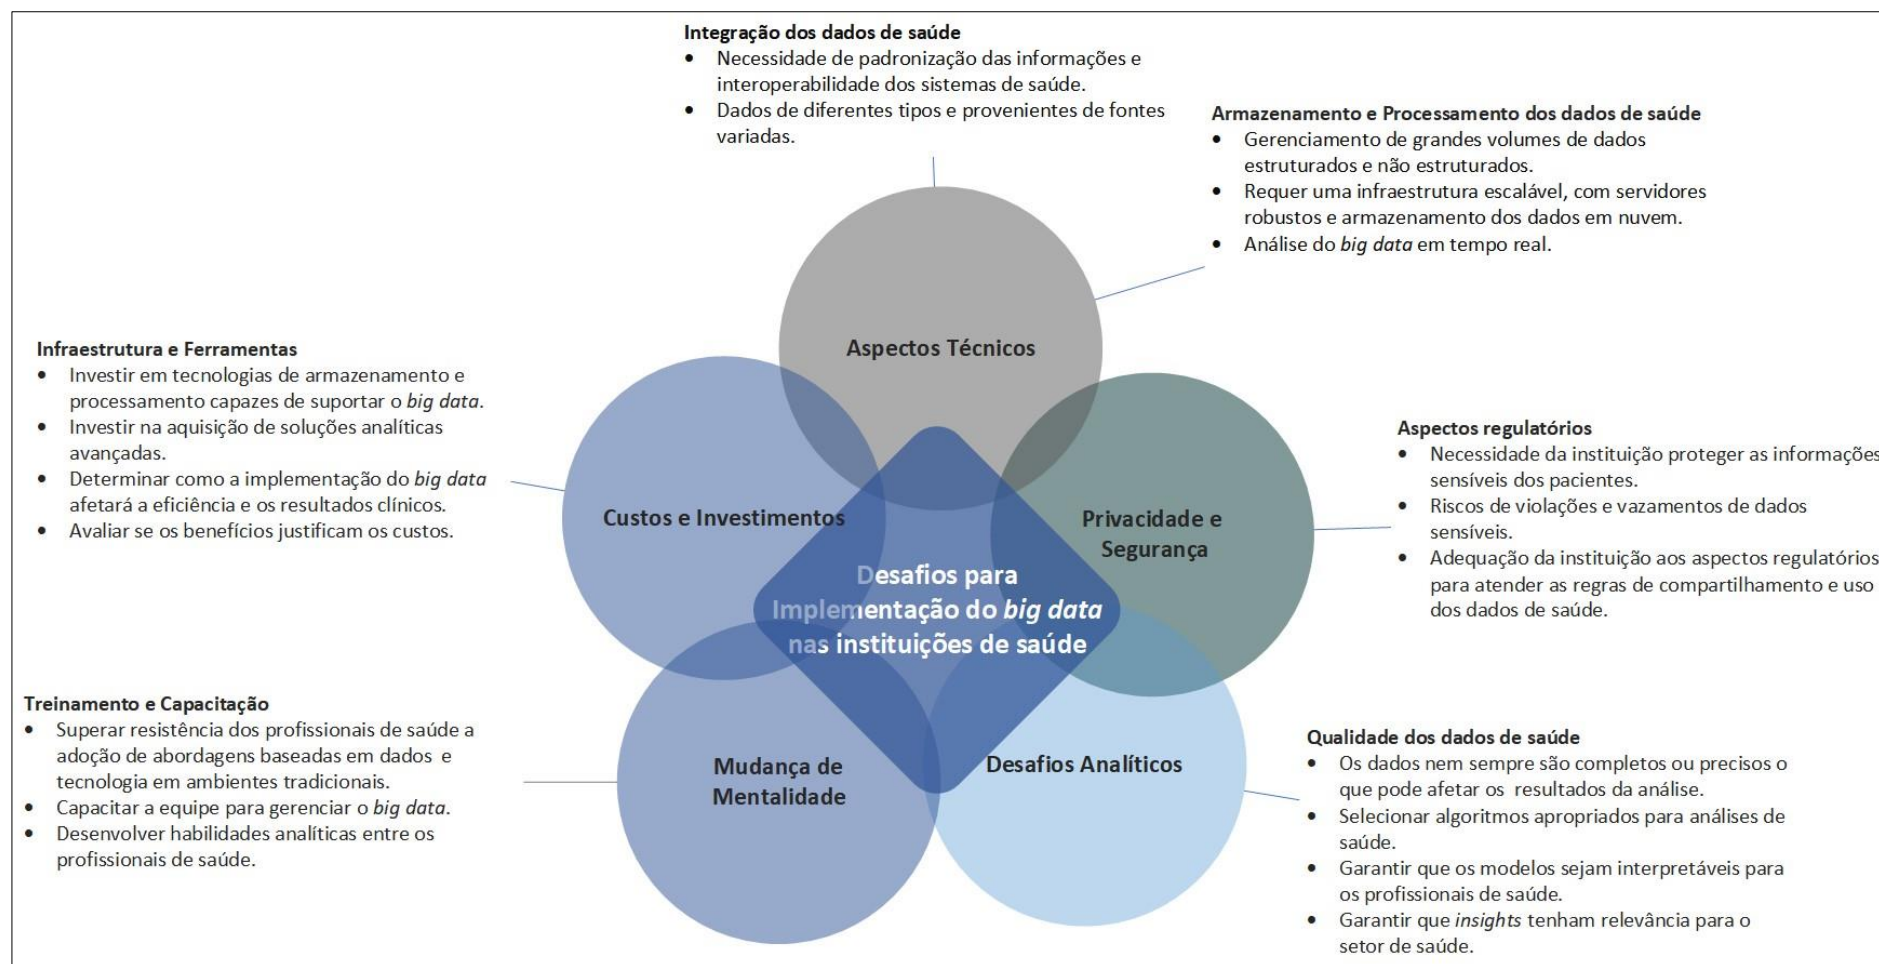 Integração dos dados de saúde
• Necessidade de padronização das informações e
interoperabilidade dos sistemas de saúde.
• Dados de diferentes tipos e provenientes de fontes
variadas.
Armazenamento e Processamento dos dados de saúde
• Gerenciamento de grandes volumes de dados
estruturados e não estruturados.
• Requer uma infraestrutura escalável, com servidores
robustos e armazenamento dos dados em nuvem.
• Análise do big data em tempo real.
Aspectos Técnicos
Infraestrutura e Ferramentas
• Investir em tecnologias de armazenamento e
processamento capazes de suportar o big data.
• Investir na aquisição de soluções analíticas
avançadas.
• Determinar como a implementação do big data
afetará a eficiência e os resultados clínicos.
• Avaliar se os benefícios justificam os custos.
Custos e Investimentos
Privacidade e
Segurança
Aspectos regulatórios
• Necessidade da instituição proteger as informações
sensíveis dos pacientes.
• Riscos de violações e vazamentos de dados
sensíveis.
• Adequação da instituição aos aspectos regulatórios
para atender as regras de compartilhamento e uso
dos dados de saúde.
Desafios para
Implementação do big data
nas instituições de saúde
Treinamento e Capacitação
• Superar resistência dos profissionais de saúde a
adoção de abordagens baseadas em dados e
tecnologia em ambientes tradicionais.
• Capacitar a equipe para gerenciar o big data.
• Desenvolver habilidades analíticas entre os
profissionais de saúde.
Mudança de
Mentalidade
Desafios Analíticos
Qualidade dos dados de saúde
• Os dados nem sempre são completos ou precisos o
que pode afetar os resultados da análise.
• Selecionar algoritmos apropriados para análises de
saúde.
• Garantir que os modelos sejam interpretáveis para
os profissionais de saúde.
• Garantir que insights tenham relevância para o
setor de saúde.